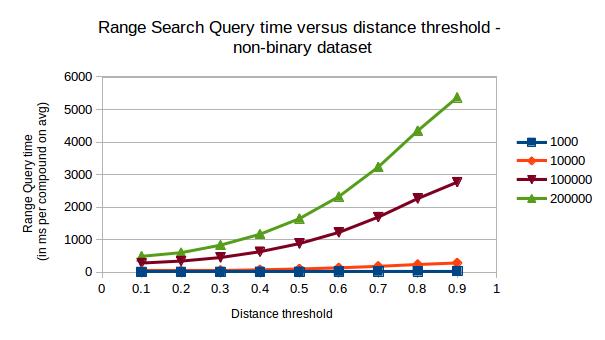 Range Search Query time versus distance threshold -
non-binary dataset
Range Query time
(in ms per compound on avg)
6000
5000
4000
3000
2000
1000
0
0 0.1 0.2 0.3 0.4 0.5 0.6 0.7 0.8 0.9 1
Distance threshold
1000
10000
100000
200000